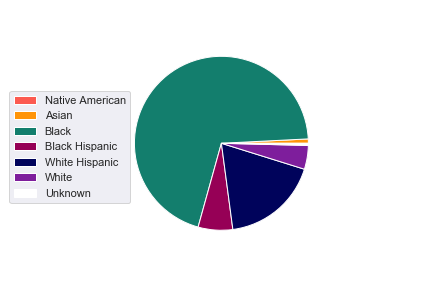 Native American
Asian
Black
Black Hispanic
White Hispanic
White
Unknown